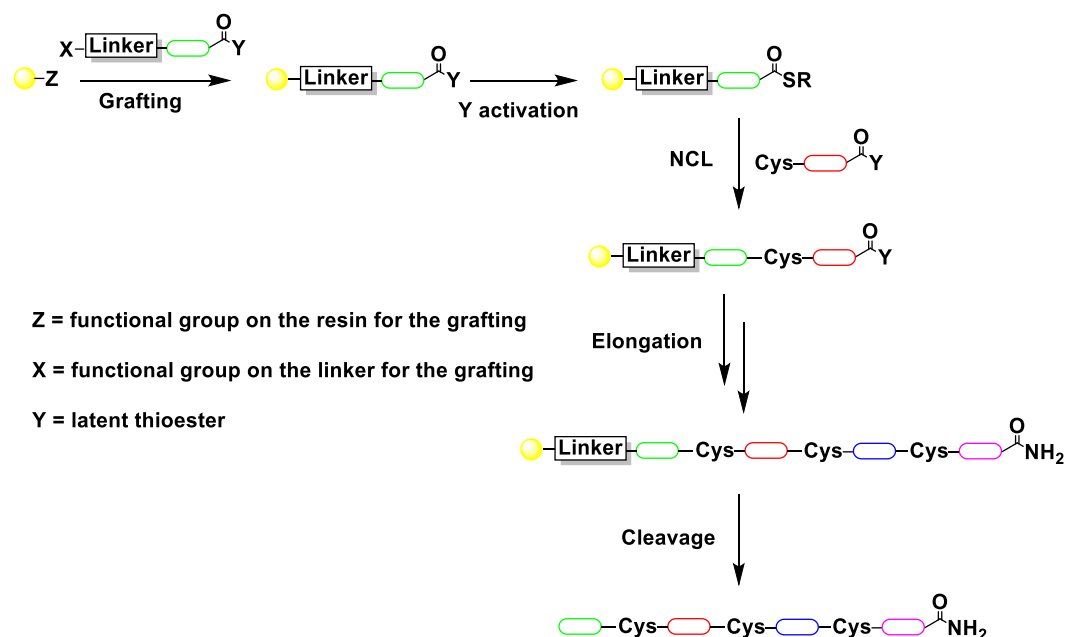 O
X–Linker Y
Z
Grafting
O
Linker Y
Y activation
O
Linker SR
NCL
O
Cys Y
O
Linker Cys Y
Z = functional group on the resin for the grafting
X = functional group on the linker for the grafting
Y = latent thioester
Elongation
O
Linker Cys Cys Cys NH2
Cleavage
O
Cys Cys Cys NH2